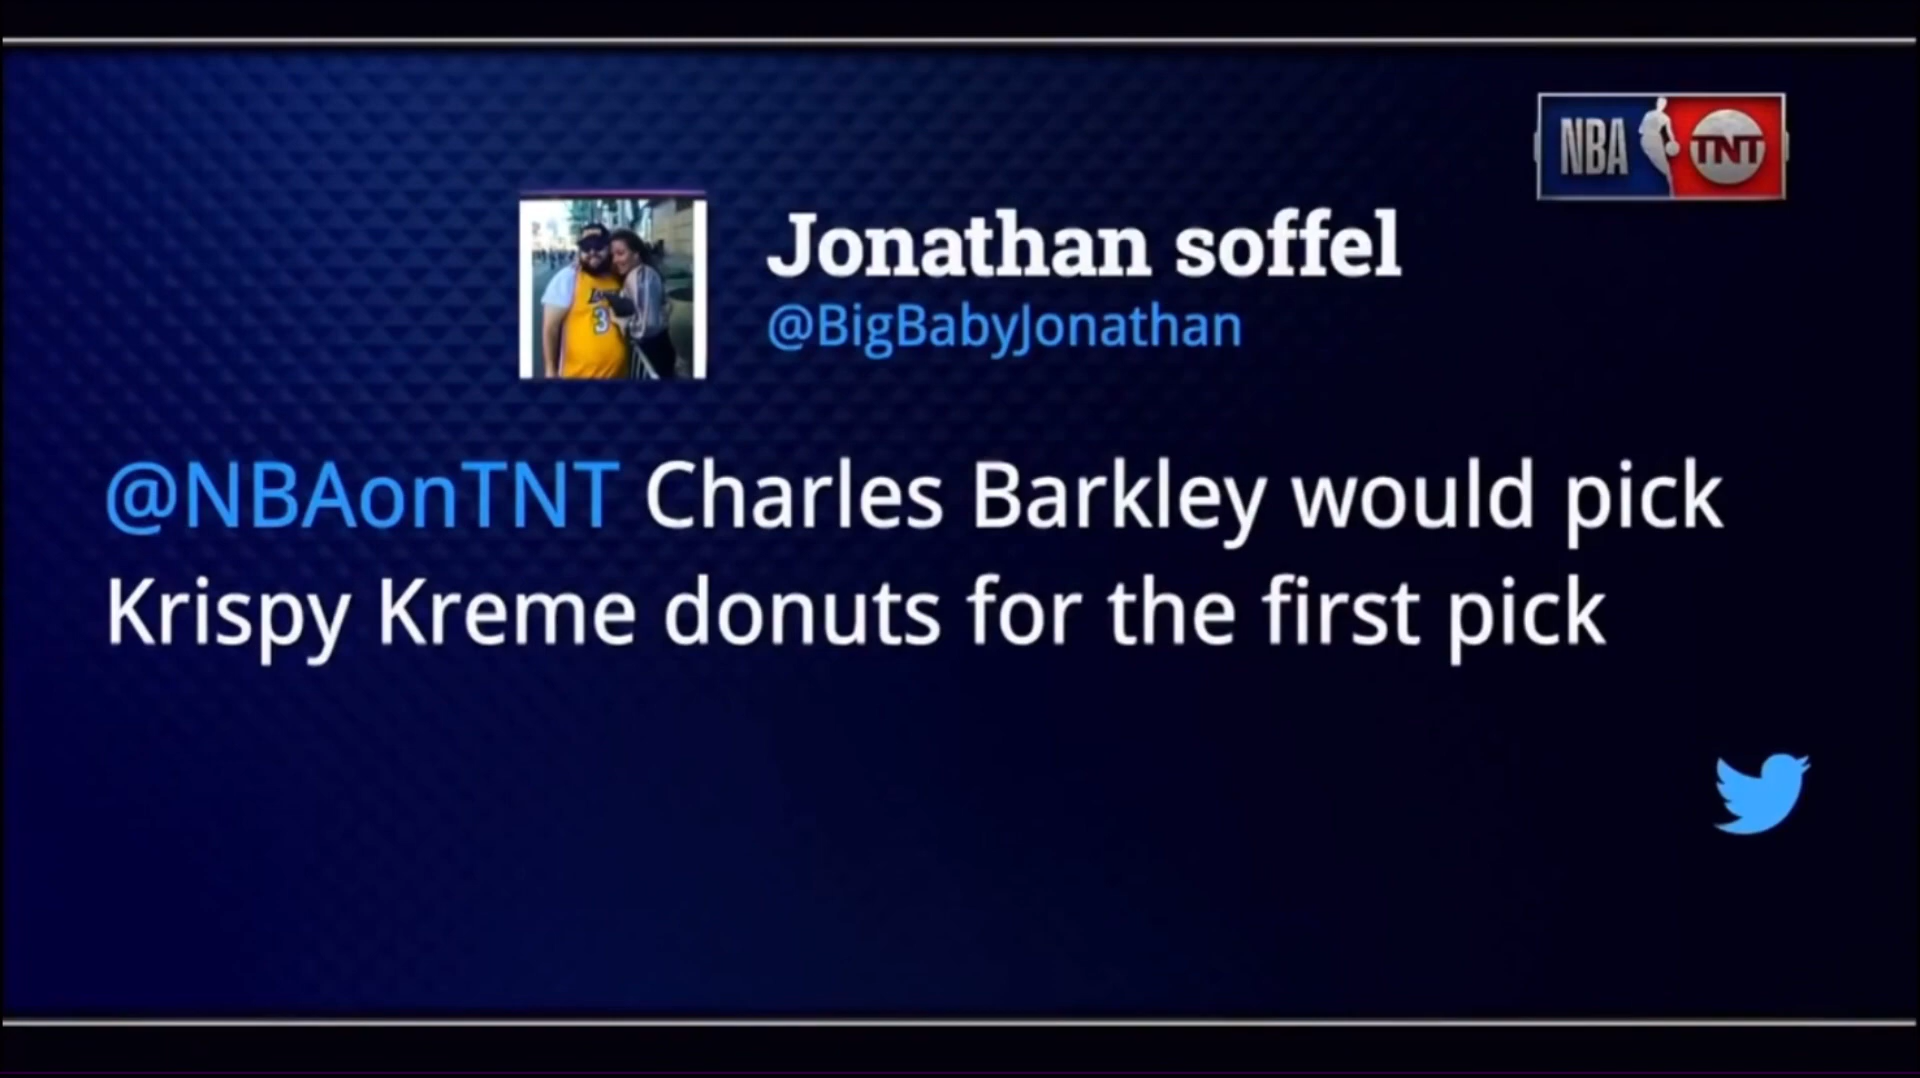 NBA TNT
Jonathan soffel
@BigBabyJonathan
@NBAonTNT Charles Barkley would pick
Krispy Kreme donuts for the first pick